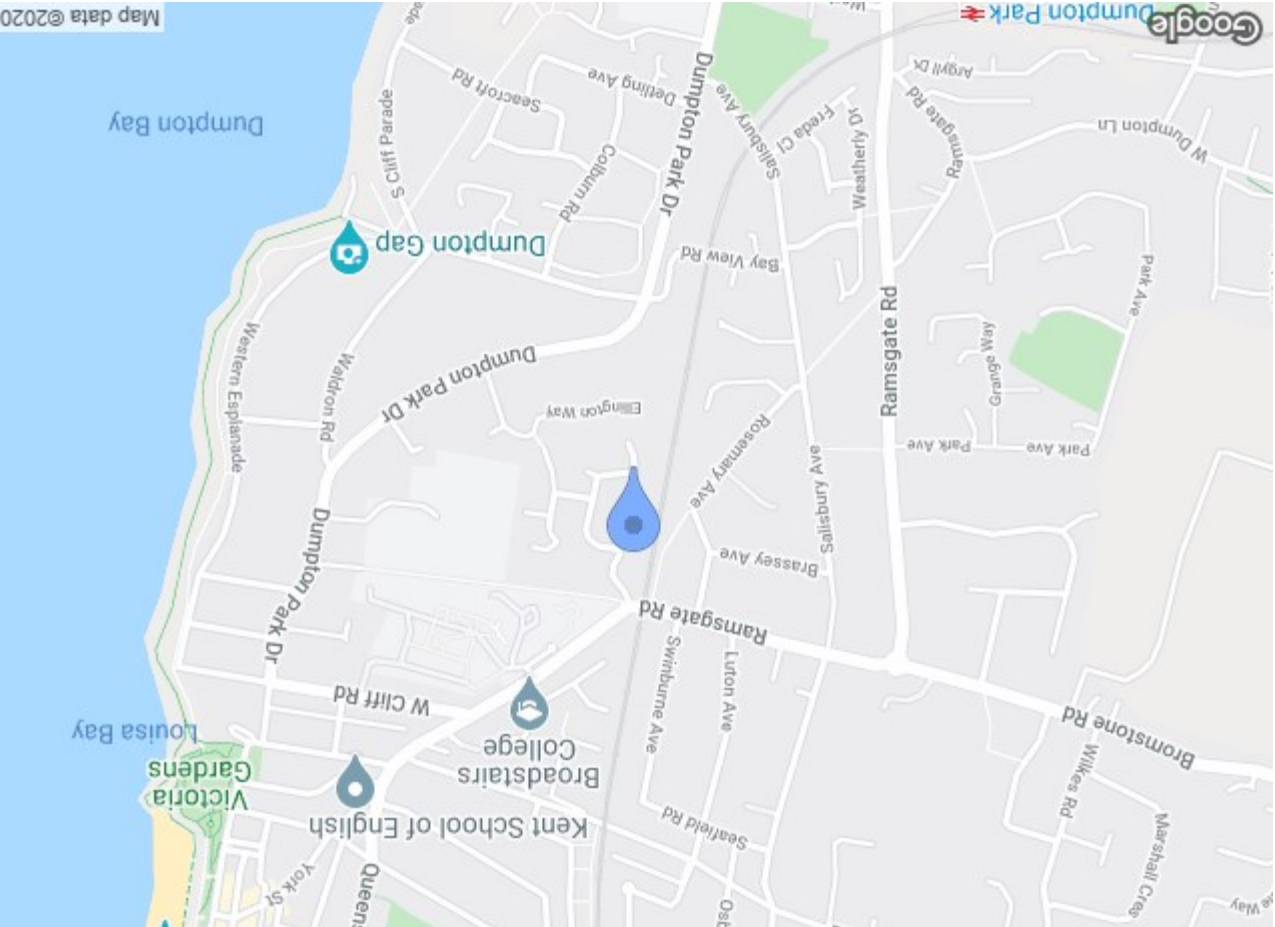 e Way
Osb
Queens
York St
Marshall Cres
Seafield Rd
Kent School of English
Victoria
Gardens
Wilkes Rd
Broadstairs
College
Bromstone Rd
Louisa Bay
W Cliff Rd
Luton Ave
Swinburne Ave
Ramsgate Rd
Dumpton Park Dr
Brassey Ave
Salisbury Ave
Rosemary Ave
Park Ave
Park Ave
Ellington Way
Waldron Rd
Western Esplanade
Grange Way
Ramsgate Rd
Dumpton Park Dr
Park Ave
Bay View Rd
Dumpton Gap
Colburn Rd
W Dumpton Ln
Ramsgate Rd
Weatherly Dr
Freda Cl
Salisbury Ave
Dumpton Park Dr
S Cliff Parade
Dumpton Bay
Detling Ave
Seacroft Rd
Argyll Dr
Google
Dumpton Park
Map data ©2020